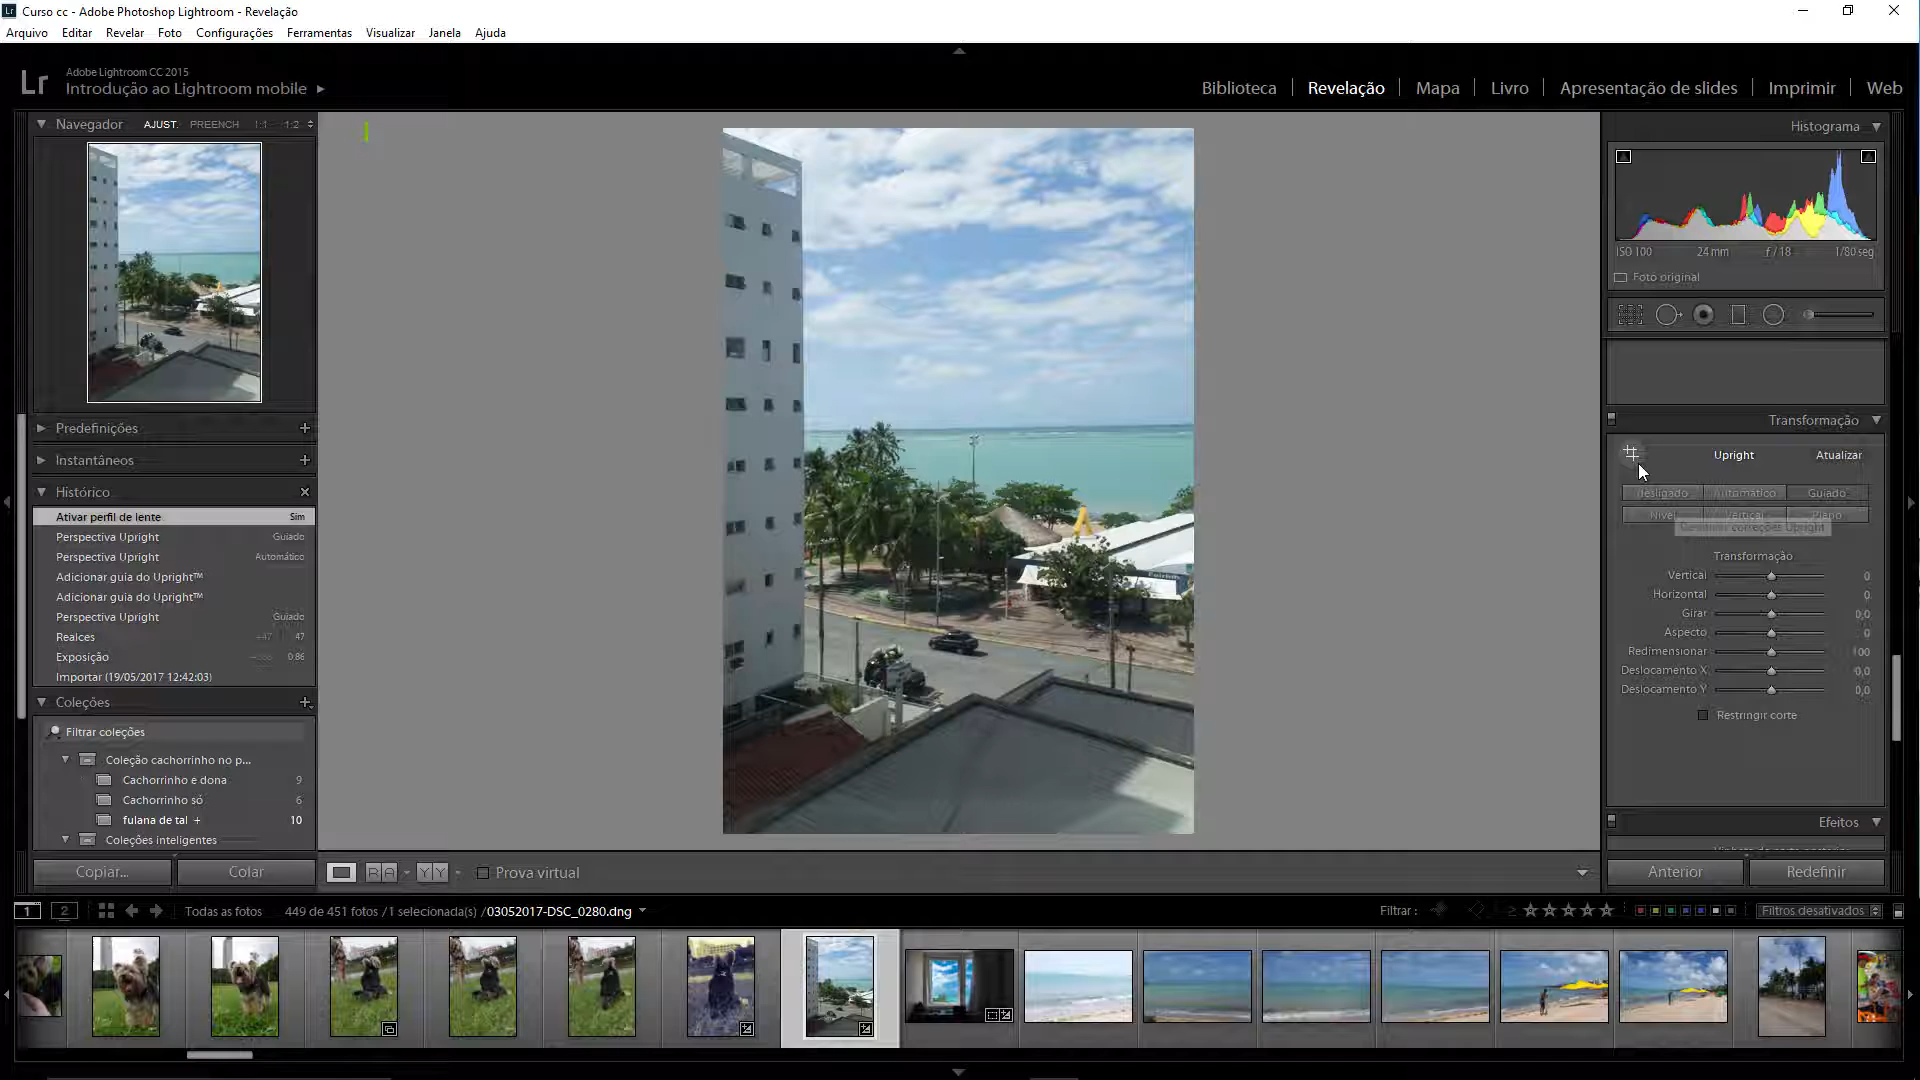 Curso cc - Adobe Photoshop Lightroom - Revelação
Arquivo Editar Revelar Foto Configurações Ferramentas Visualizar Janela Ajuda
Lr
Adobe Lightroom CC 2015
Introdução ao Lightroom mobile
Biblioteca Revelação Mapa Livro Apresentação de slides Imprimir Web
Navegador AJUST. PREENCH 1:1 1:2
Predefinições
Instantâneos
Histórico
Ativar perfil de lente Sim
Perspectiva Upright Guiado
Perspectiva Upright Automático
Adicionar guia do Upright™
Adicionar guia do Upright™
Perspectiva Upright Guiado
Realces 47
Exposição 0.86
Importar (19/05/2017 12:42:03)
Coleções
Filtrar coleções
Coleção cachorrinho no p...
Cachorrinho e dona 9
Cachorrinho só 6
fulana de tal + 10
Coleções inteligentes
Copiar... Colar
Prova virtual
Histograma
ISO 100 24 mm f / 18 1/80 seg
Foto original
Transformação
Upright Atualizar
Desligado Automático Guiado
Nível Vertical Pleno
Transformação
Vertical 0
Horizontal 0
Girar 0,0
Aspecto 0
Redimensionar 100
Deslocamento X 0,0
Deslocamento Y 0,0
Restringir corte
Efeitos
Anterior Redefinir
1 2 Todas as fotos 449 de 451 fotos /1 selecionada(s) /03052017-DSC_0280.dng
Filtrar : Filtros desativados